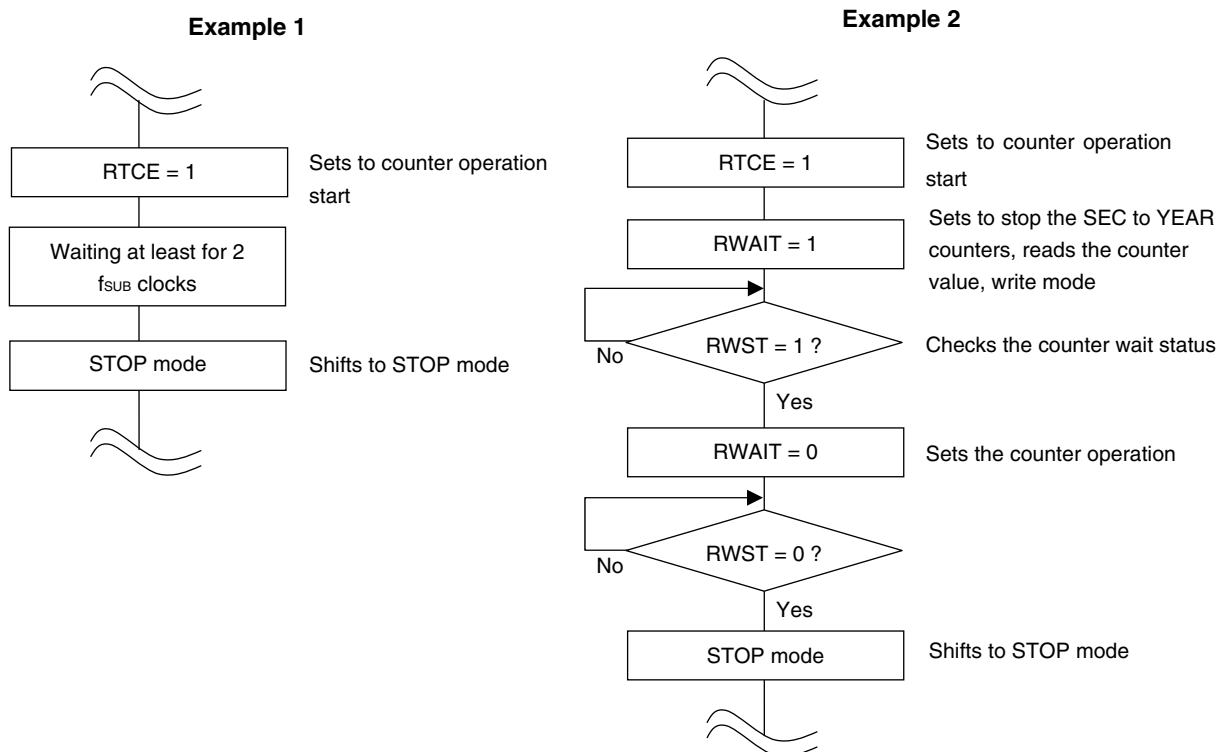 Example 1
RTCE = 1
Sets to counter operation
start
Waiting at least for 2
fSUB clocks
STOP mode
Shifts to STOP mode
Example 2
RTCE = 1
Sets to counter operation
start
RWAIT = 1
Sets to stop the SEC to YEAR
counters, reads the counter
value, write mode
RWST = 1 ?
No
Checks the counter wait status
Yes
RWAIT = 0
Sets the counter operation
RWST = 0 ?
No
Yes
STOP mode
Shifts to STOP mode